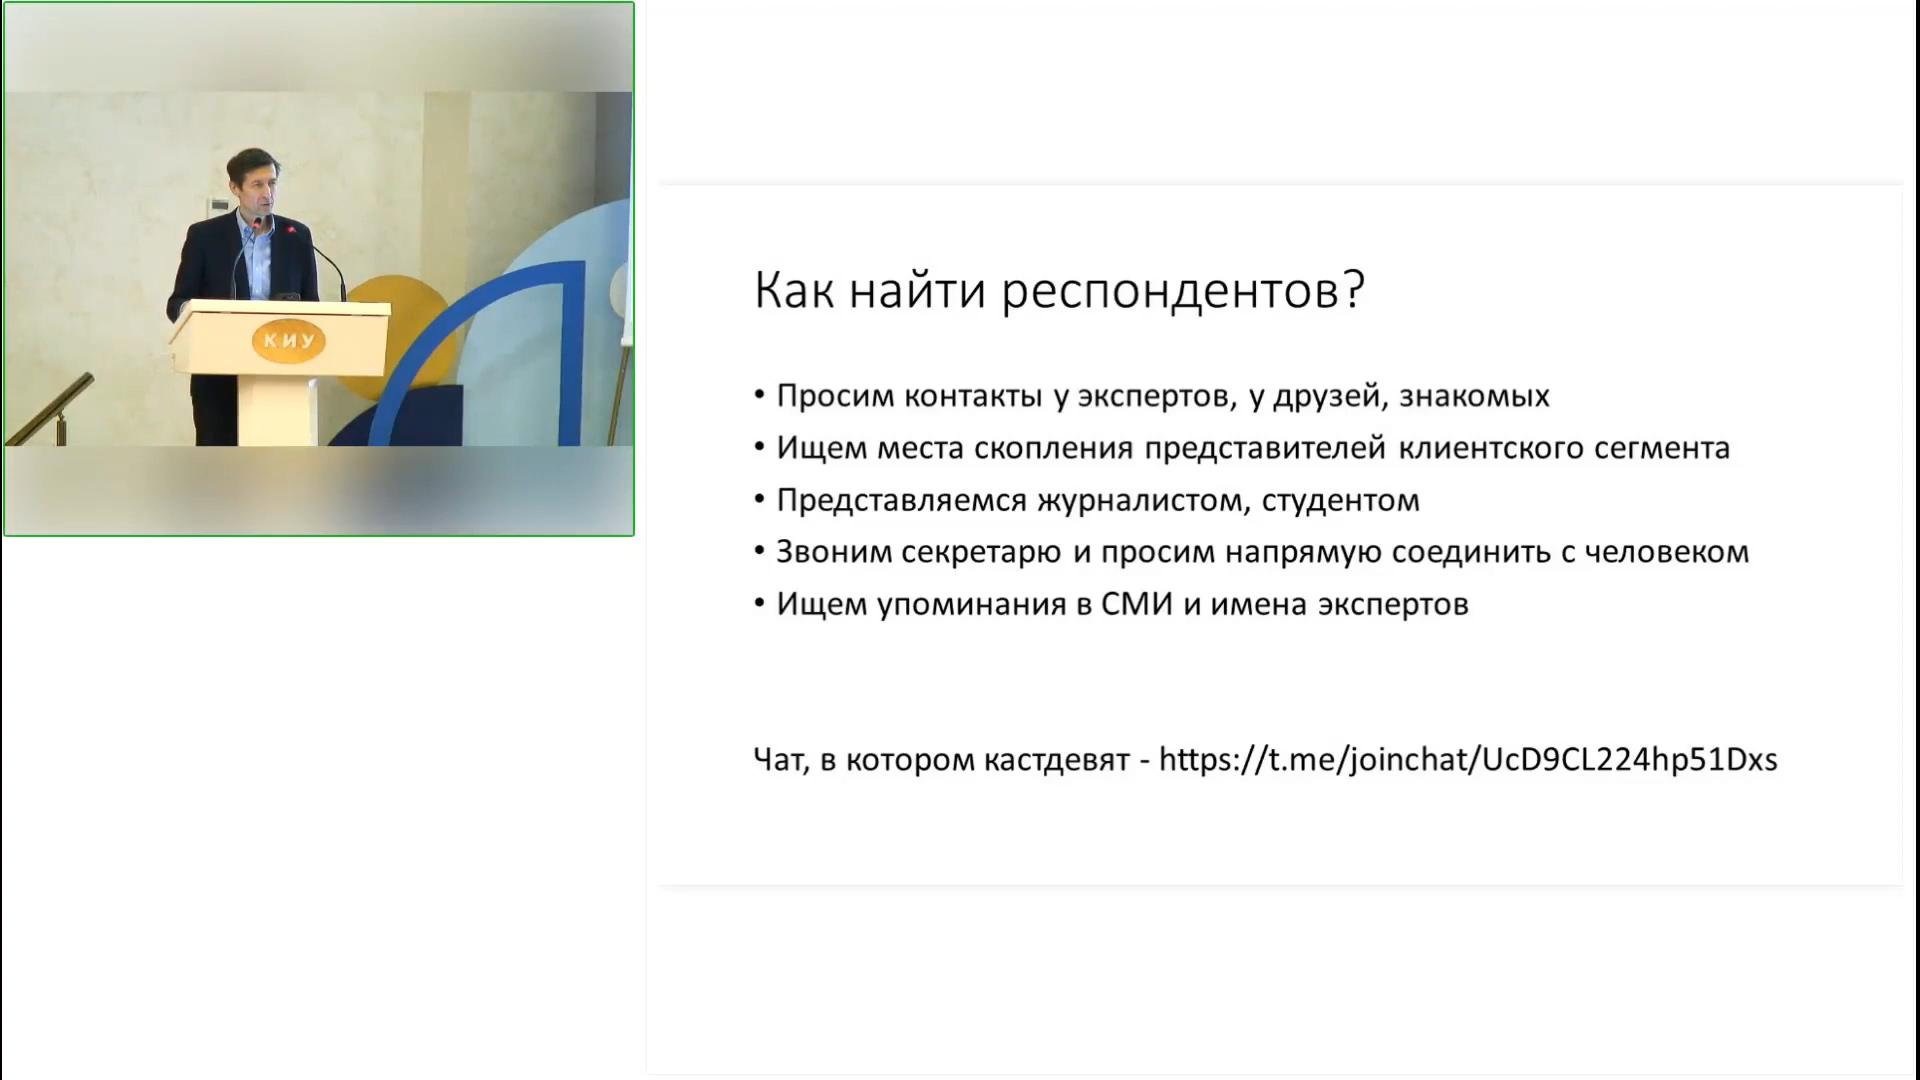 КИУ
Как найти респондентов?
• Просим контакты у экспертов, у друзей, знакомых
• Ищем места скопления представителей клиентского сегмента
• Представляемся журналистом, студентом
• Звоним секретарю и просим напрямую соединить с человеком
• Ищем упоминания в СМИ и имена экспертов
Чат, в котором кастдевят - https://t.me/joinchat/UcD9CL224hp51Dxs